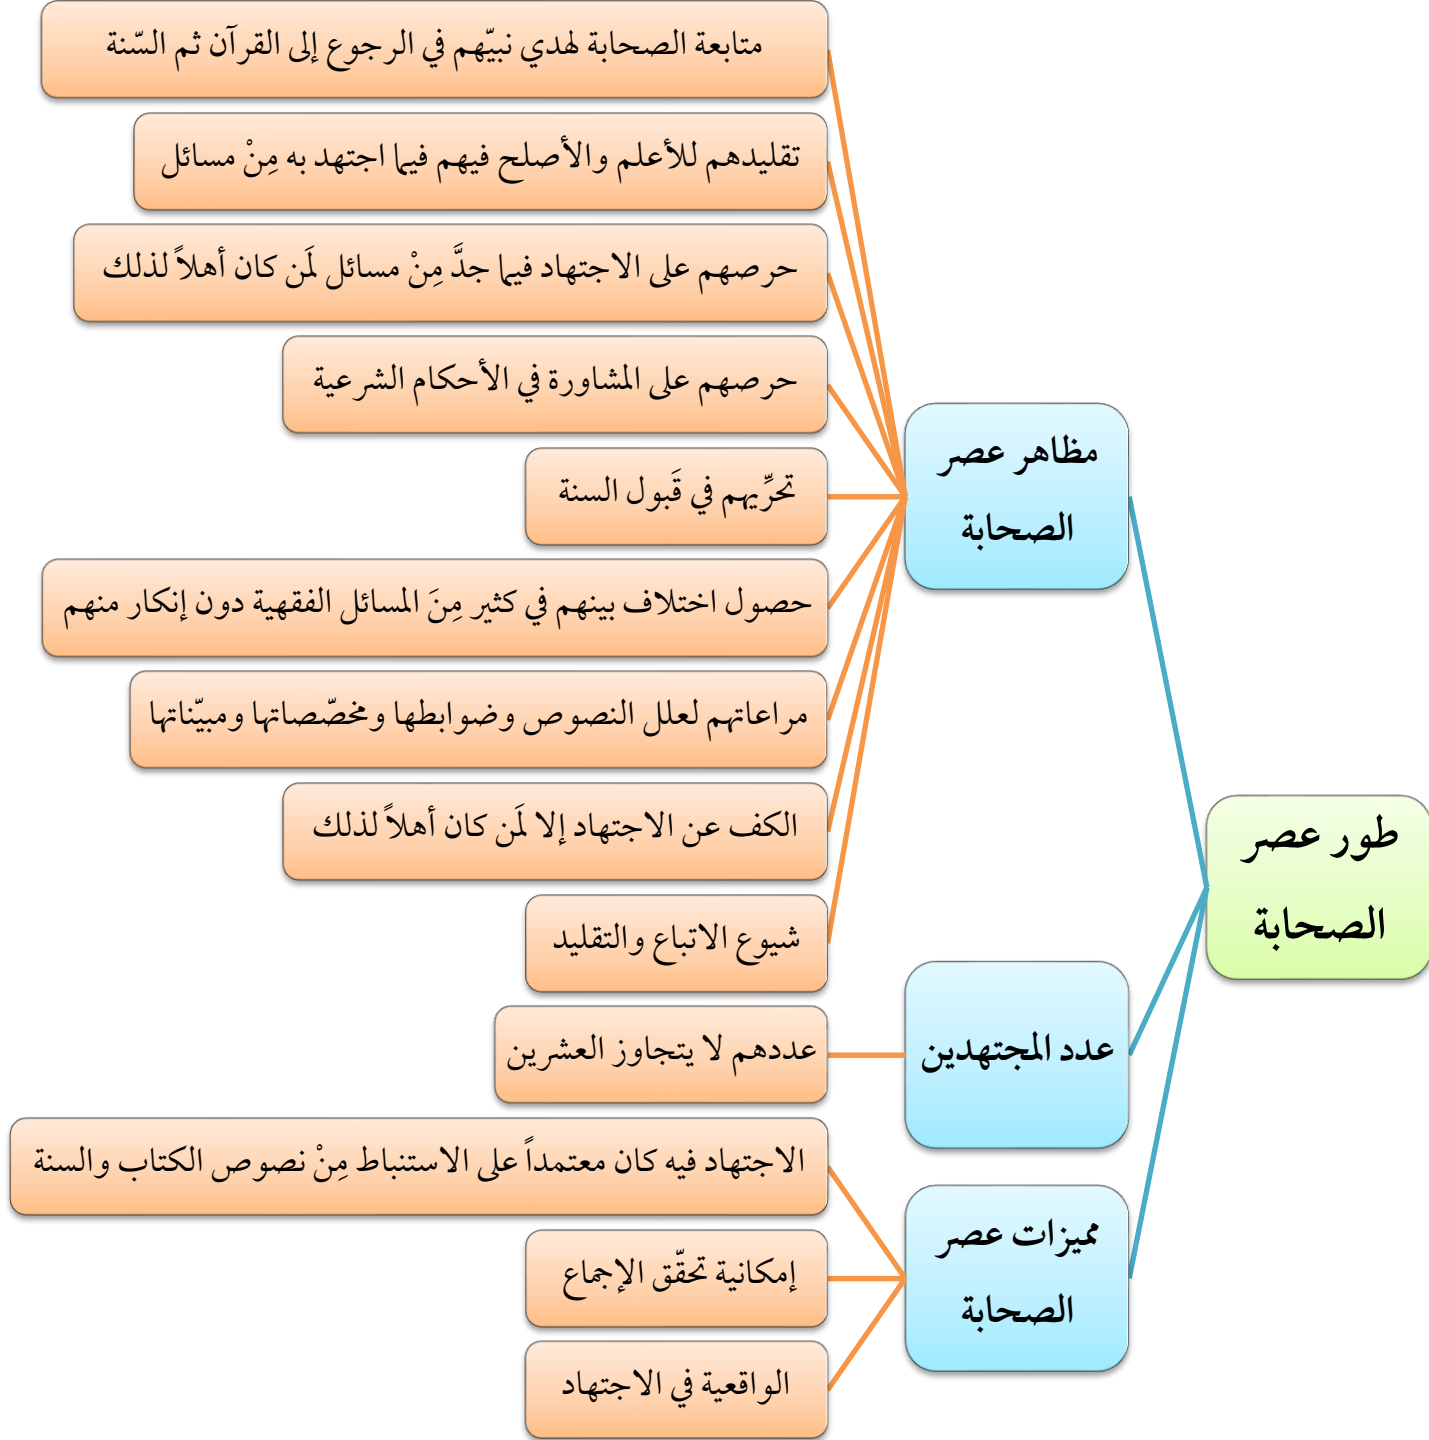 طور عصر
الصحابة
مظاهر عصر
الصحابة
متابعة الصحابة لهدي نبيّهم في الرجوع إلى القرآن ثم السّنة
تقليدهم للأعلم والأصلح فيهم فيما اجتهد به مِنْ مسائل
حرصهم على الاجتهاد فيما جدَّ مِنْ مسائل لَمن كان أهلاً لذلك
حرصهم على المشاورة في الأحكام الشرعية
تحرِّيهم في قَبول السنة
حصول اختلاف بينهم في كثير مِنَ المسائل الفقهية دون إنكار منهم
مراعاتهم لعلل النصوص وضوابطها ومخصّصاتها ومبيّناتها
الكف عن الاجتهاد إلا لَمن كان أهلاً لذلك
شيوع الاتباع والتقليد
عدد المجتهدين
عددهم لا يتجاوز العشرين
مميزات عصر
الصحابة
الاجتهاد فيه كان معتمداً على الاستنباط مِنْ نصوص الكتاب والسنة
إمكانية تحقّق الإجماع
الواقعية في الاجتهاد